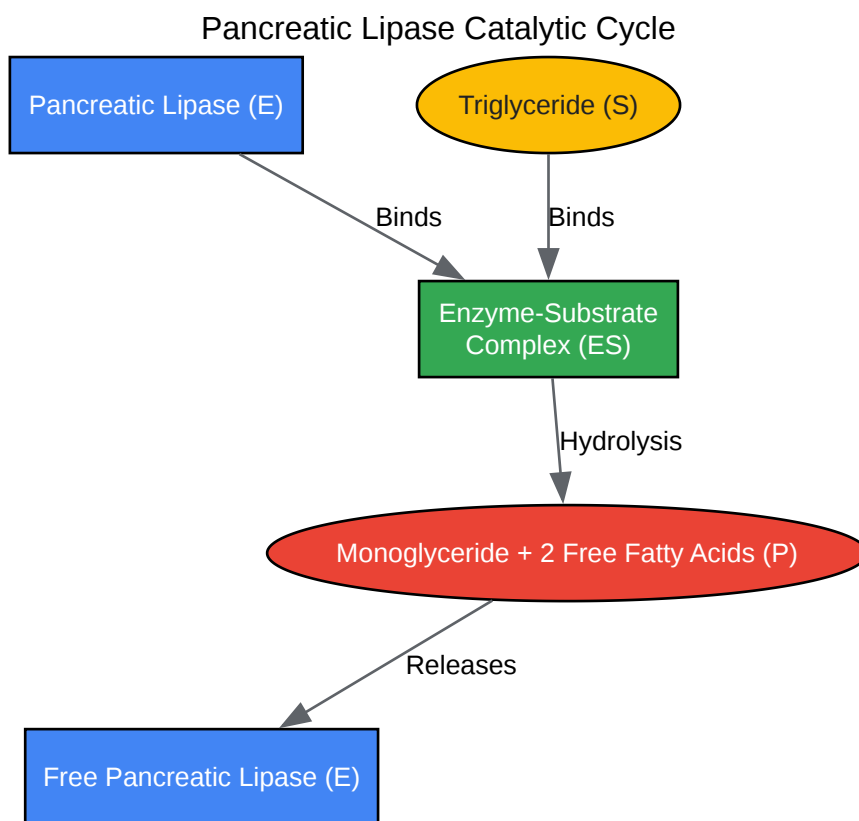 Pancreatic Lipase Catalytic Cycle
Pancreatic Lipase (E)
Triglyceride (S)
Binds
Binds
Enzyme-Substrate
Complex (ES)
Hydrolysis
Monoglyceride + 2 Free Fatty Acids (P)
Releases
Free Pancreatic Lipase (E)